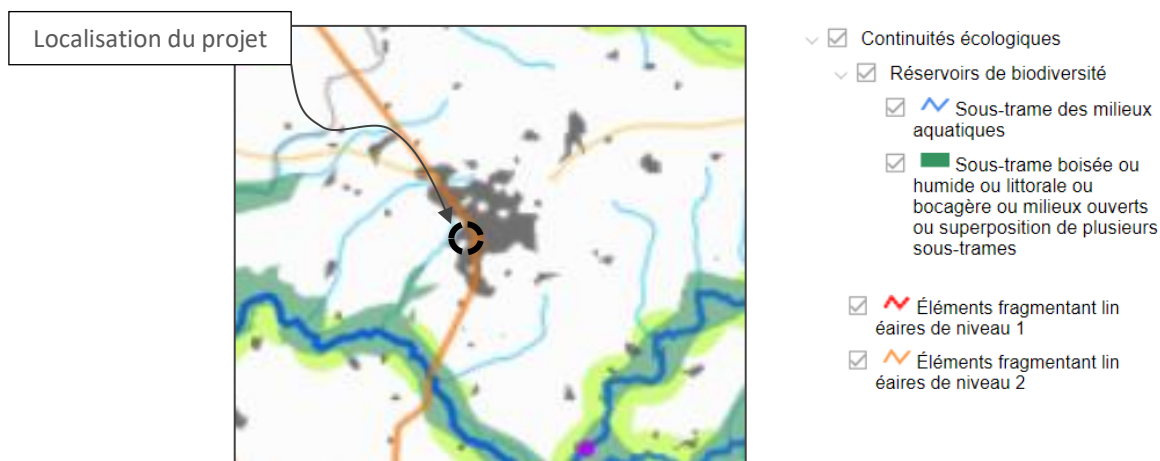 Localisation du projet
Continuités écologiques
Réservoirs de biodiversité
Sous-trame des milieux
aquatiques
Sous-trame boisée ou
humide ou littorale ou
bocagère ou milieux ouverts
ou superposition de plusieurs
sous-trames
Éléments fragmentant lin
éaires de niveau 1
Éléments fragmentant lin
éaires de niveau 2